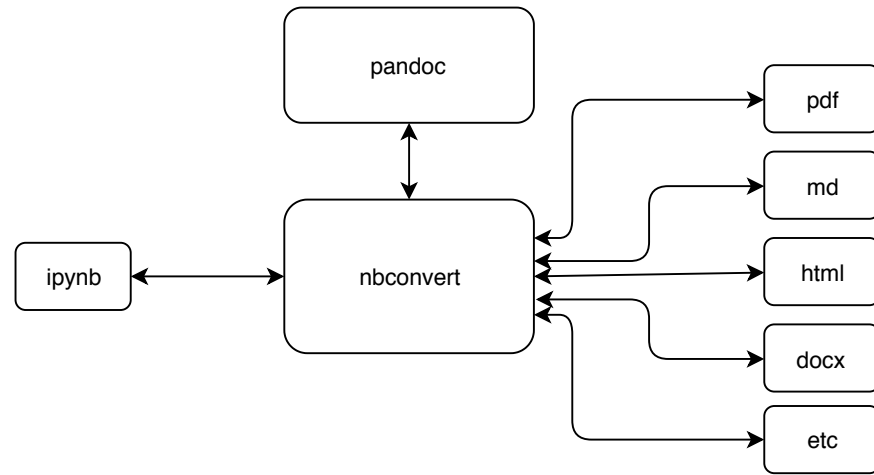 pandoc
ipynb
nbconvert
pdf
md
html
docx
etc